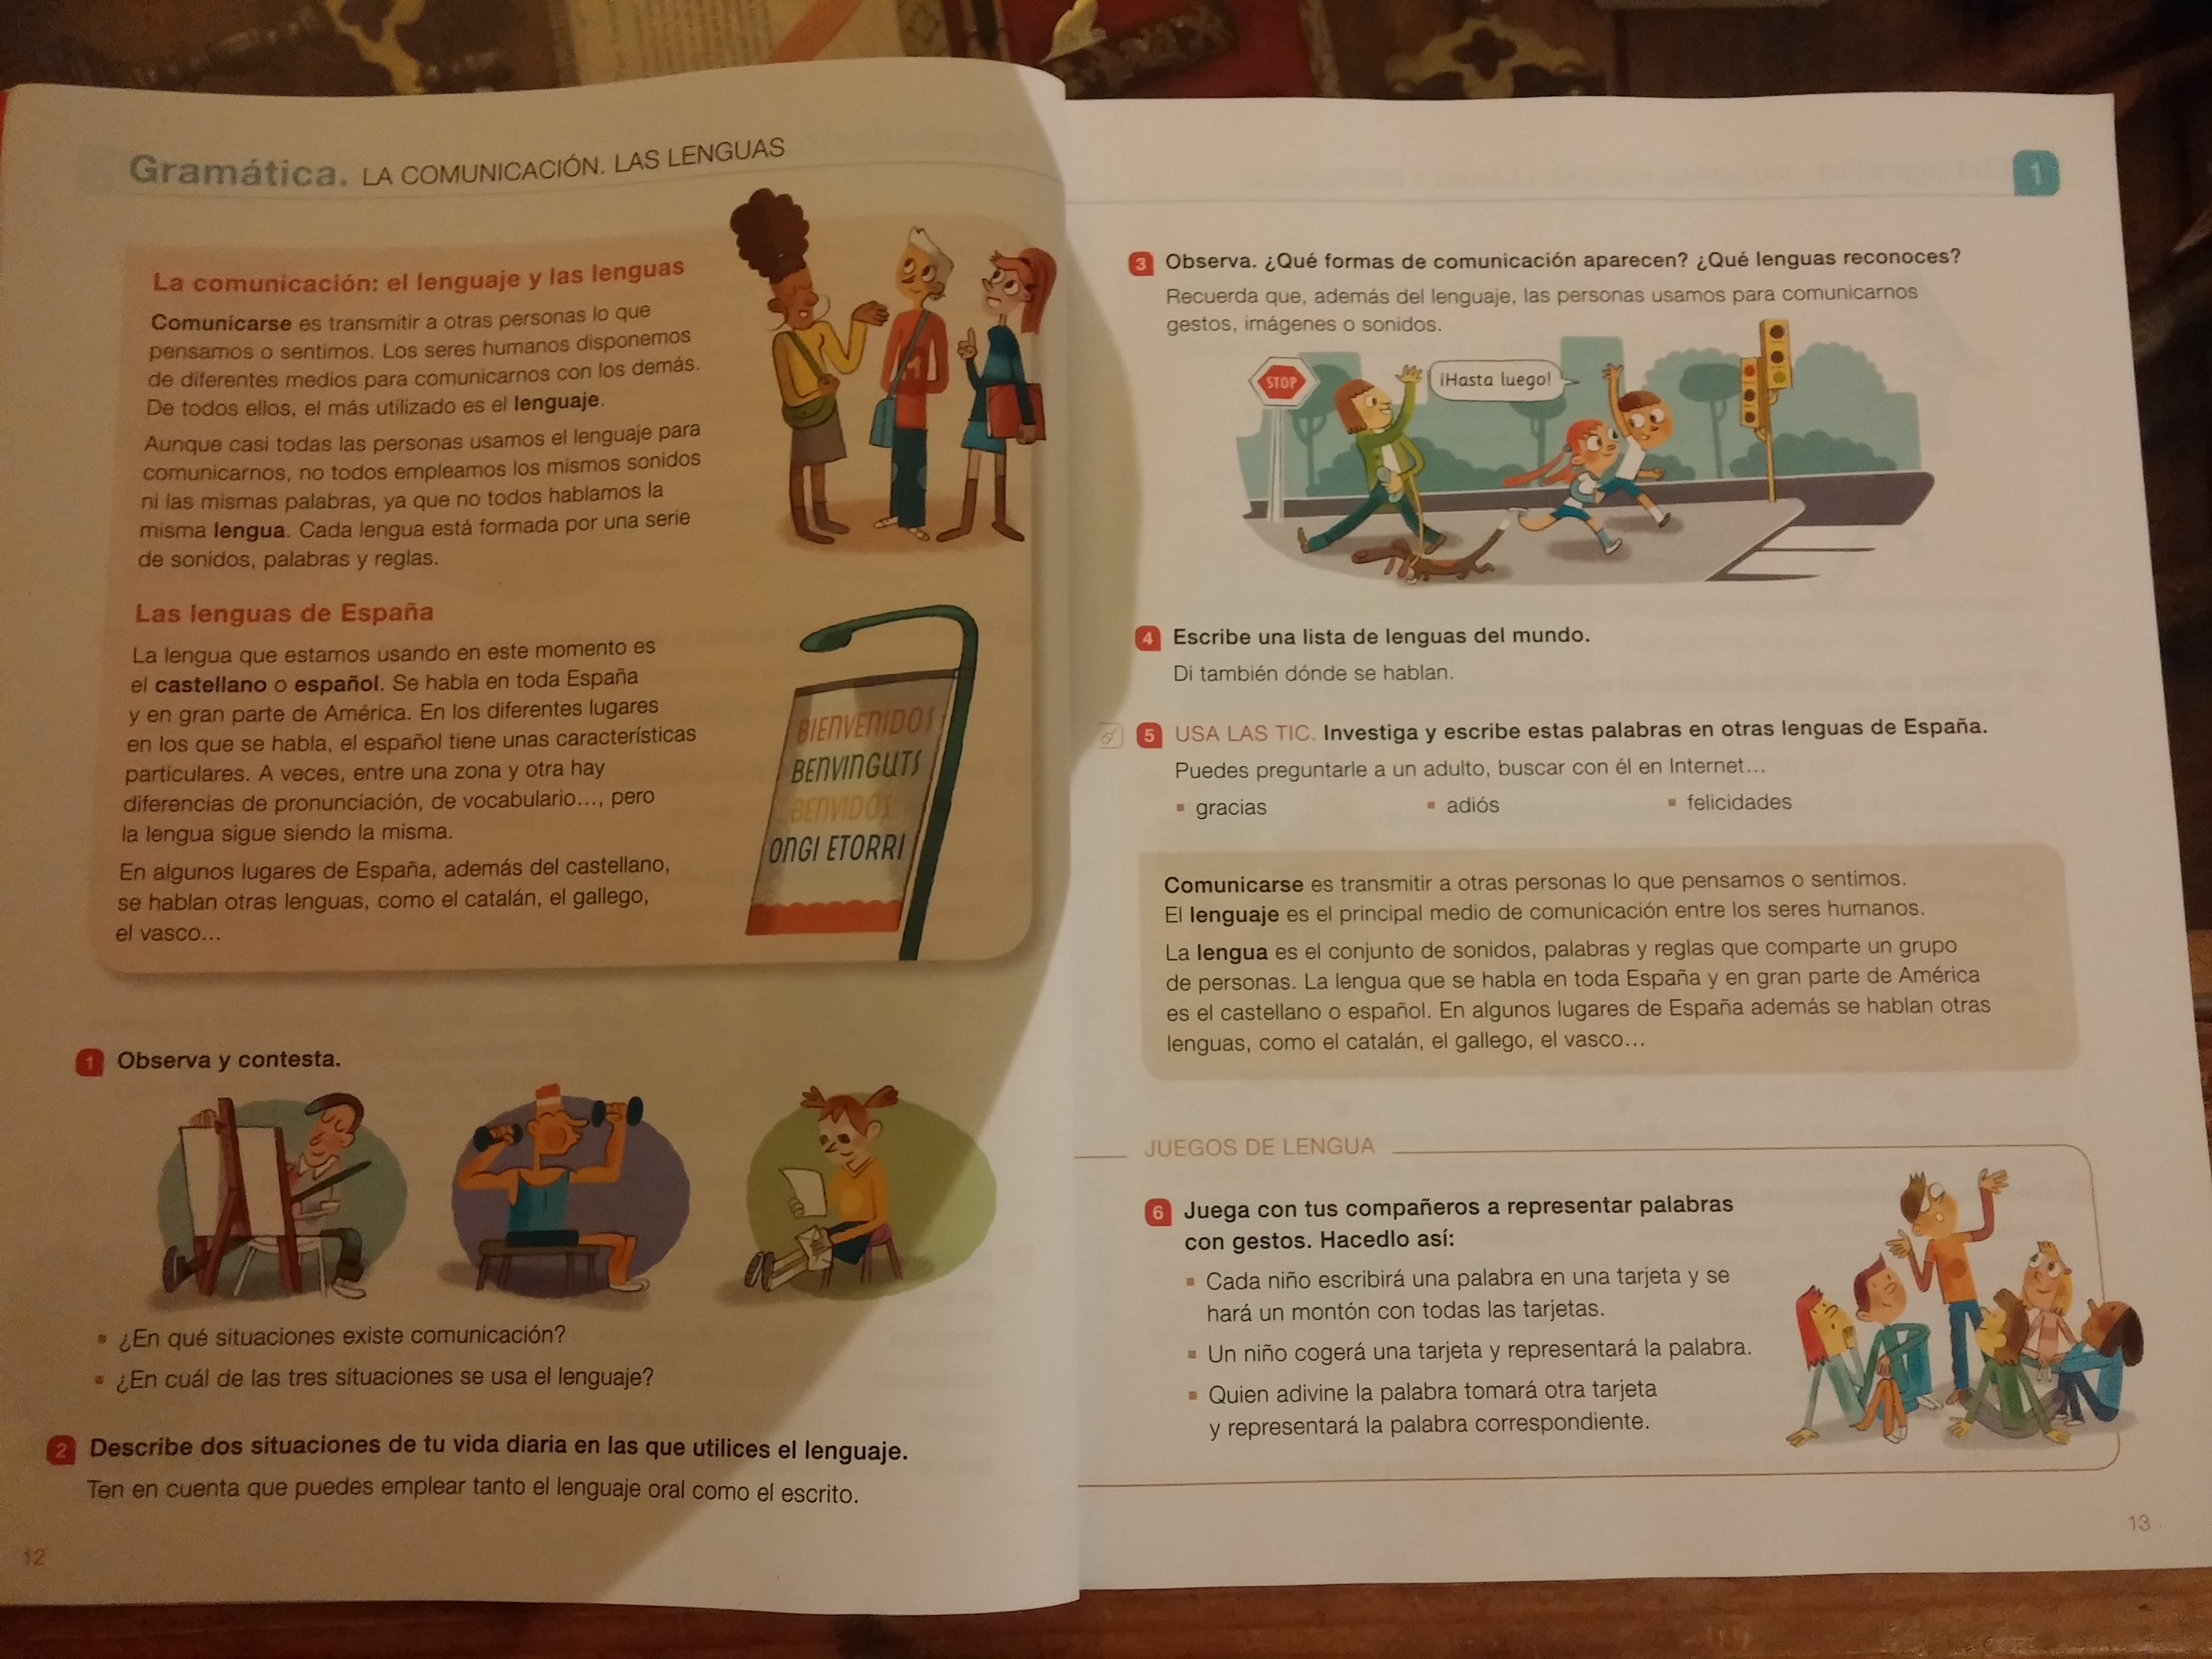 Gramática. LA COMUNICACIÓN. LAS LENGUAS
La comunicación: el lenguaje y las lenguas
Comunicarse es transmitir a otras personas lo que
pensamos o sentimos. Los seres humanos disponemos
de diferentes medios para comunicarnos con los demás.
De todos ellos, el más utilizado es el lenguaje.
Aunque casi todas las personas usamos el lenguaje para
comunicarnos, no todos empleamos los mismos sonidos
ni las mismas palabras, ya que no todos hablamos la
misma lengua. Cada lengua está formada por una serie
de sonidos, palabras y reglas.
Las lenguas de España
La lengua que estamos usando en este momento es
el castellano o español. Se habla en toda España
y en gran parte de América. En los diferentes lugares
en los que se habla, el español tiene unas características
particulares. A veces, entre una zona y otra hay
diferencias de pronunciación, de vocabulario..., pero
la lengua sigue siendo la misma.
En algunos lugares de España, además del castellano,
se hablan otras lenguas, como el catalán, el gallego,
el vasco...
BIENVENIDOS
BENVINGUTS
BENVIDOS
ONGI ETORRI
1 Observa y contesta.
▪ ¿En qué situaciones existe comunicación?
▪ ¿En cuál de las tres situaciones se usa el lenguaje?
2 Describe dos situaciones de tu vida diaria en las que utilices el lenguaje.
Ten en cuenta que puedes emplear tanto el lenguaje oral como el escrito.
12
1
3 Observa. ¿Qué formas de comunicación aparecen? ¿Qué lenguas reconoces?
Recuerda que, además del lenguaje, las personas usamos para comunicarnos
gestos, imágenes o sonidos.
STOP
¡Hasta luego!
4 Escribe una lista de lenguas del mundo.
Di también dónde se hablan.
5 USA LAS TIC. Investiga y escribe estas palabras en otras lenguas de España.
Puedes preguntarle a un adulto, buscar con él en Internet...
▪ gracias ▪ adiós ▪ felicidades
Comunicarse es transmitir a otras personas lo que pensamos o sentimos.
El lenguaje es el principal medio de comunicación entre los seres humanos.
La lengua es el conjunto de sonidos, palabras y reglas que comparte un grupo
de personas. La lengua que se habla en toda España y en gran parte de América
es el castellano o español. En algunos lugares de España además se hablan otras
lenguas, como el catalán, el gallego, el vasco...
JUEGOS DE LENGUA
6 Juega con tus compañeros a representar palabras
con gestos. Hacedlo así:
▪ Cada niño escribirá una palabra en una tarjeta y se
hará un montón con todas las tarjetas.
▪ Un niño cogerá una tarjeta y representará la palabra.
▪ Quien adivine la palabra tomará otra tarjeta
y representará la palabra correspondiente.
13